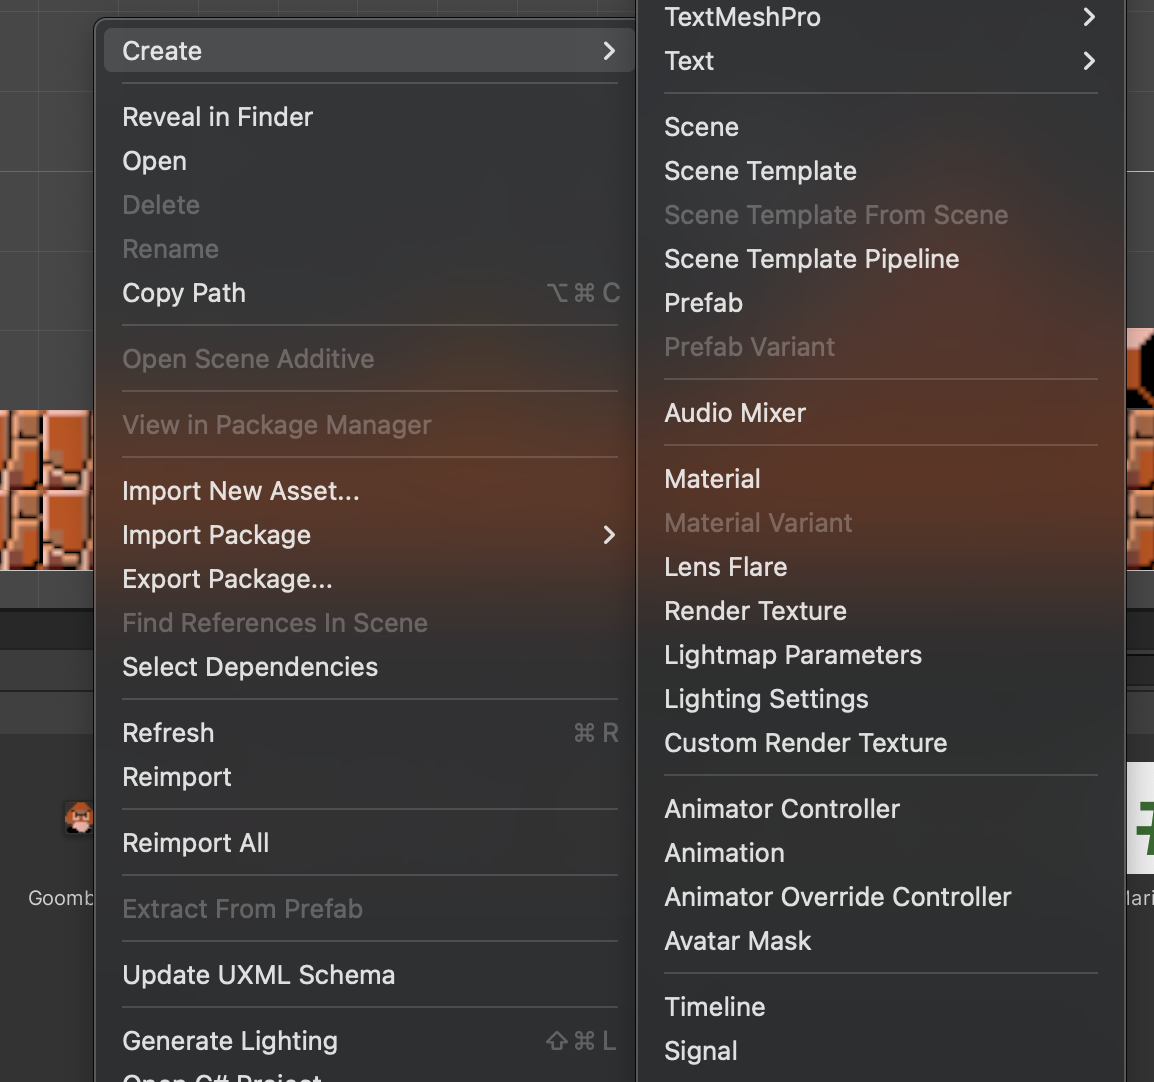 Create
Reveal in Finder
Open
Delete
Rename
Copy Path ⌥⌘ C
Open Scene Additive
View in Package Manager
Import New Asset...
Import Package
Export Package...
Find References In Scene
Select Dependencies
Refresh ⌘ R
Reimport
Reimport All
Extract From Prefab
Update UXML Schema
Generate Lighting ⇧⌘ L
Open C# Project
TextMeshPro
Text
Scene
Scene Template
Scene Template From Scene
Scene Template Pipeline
Prefab
Prefab Variant
Audio Mixer
Material
Material Variant
Lens Flare
Render Texture
Lightmap Parameters
Lighting Settings
Custom Render Texture
Animator Controller
Animation
Animator Override Controller
Avatar Mask
Timeline
Signal
Goomb